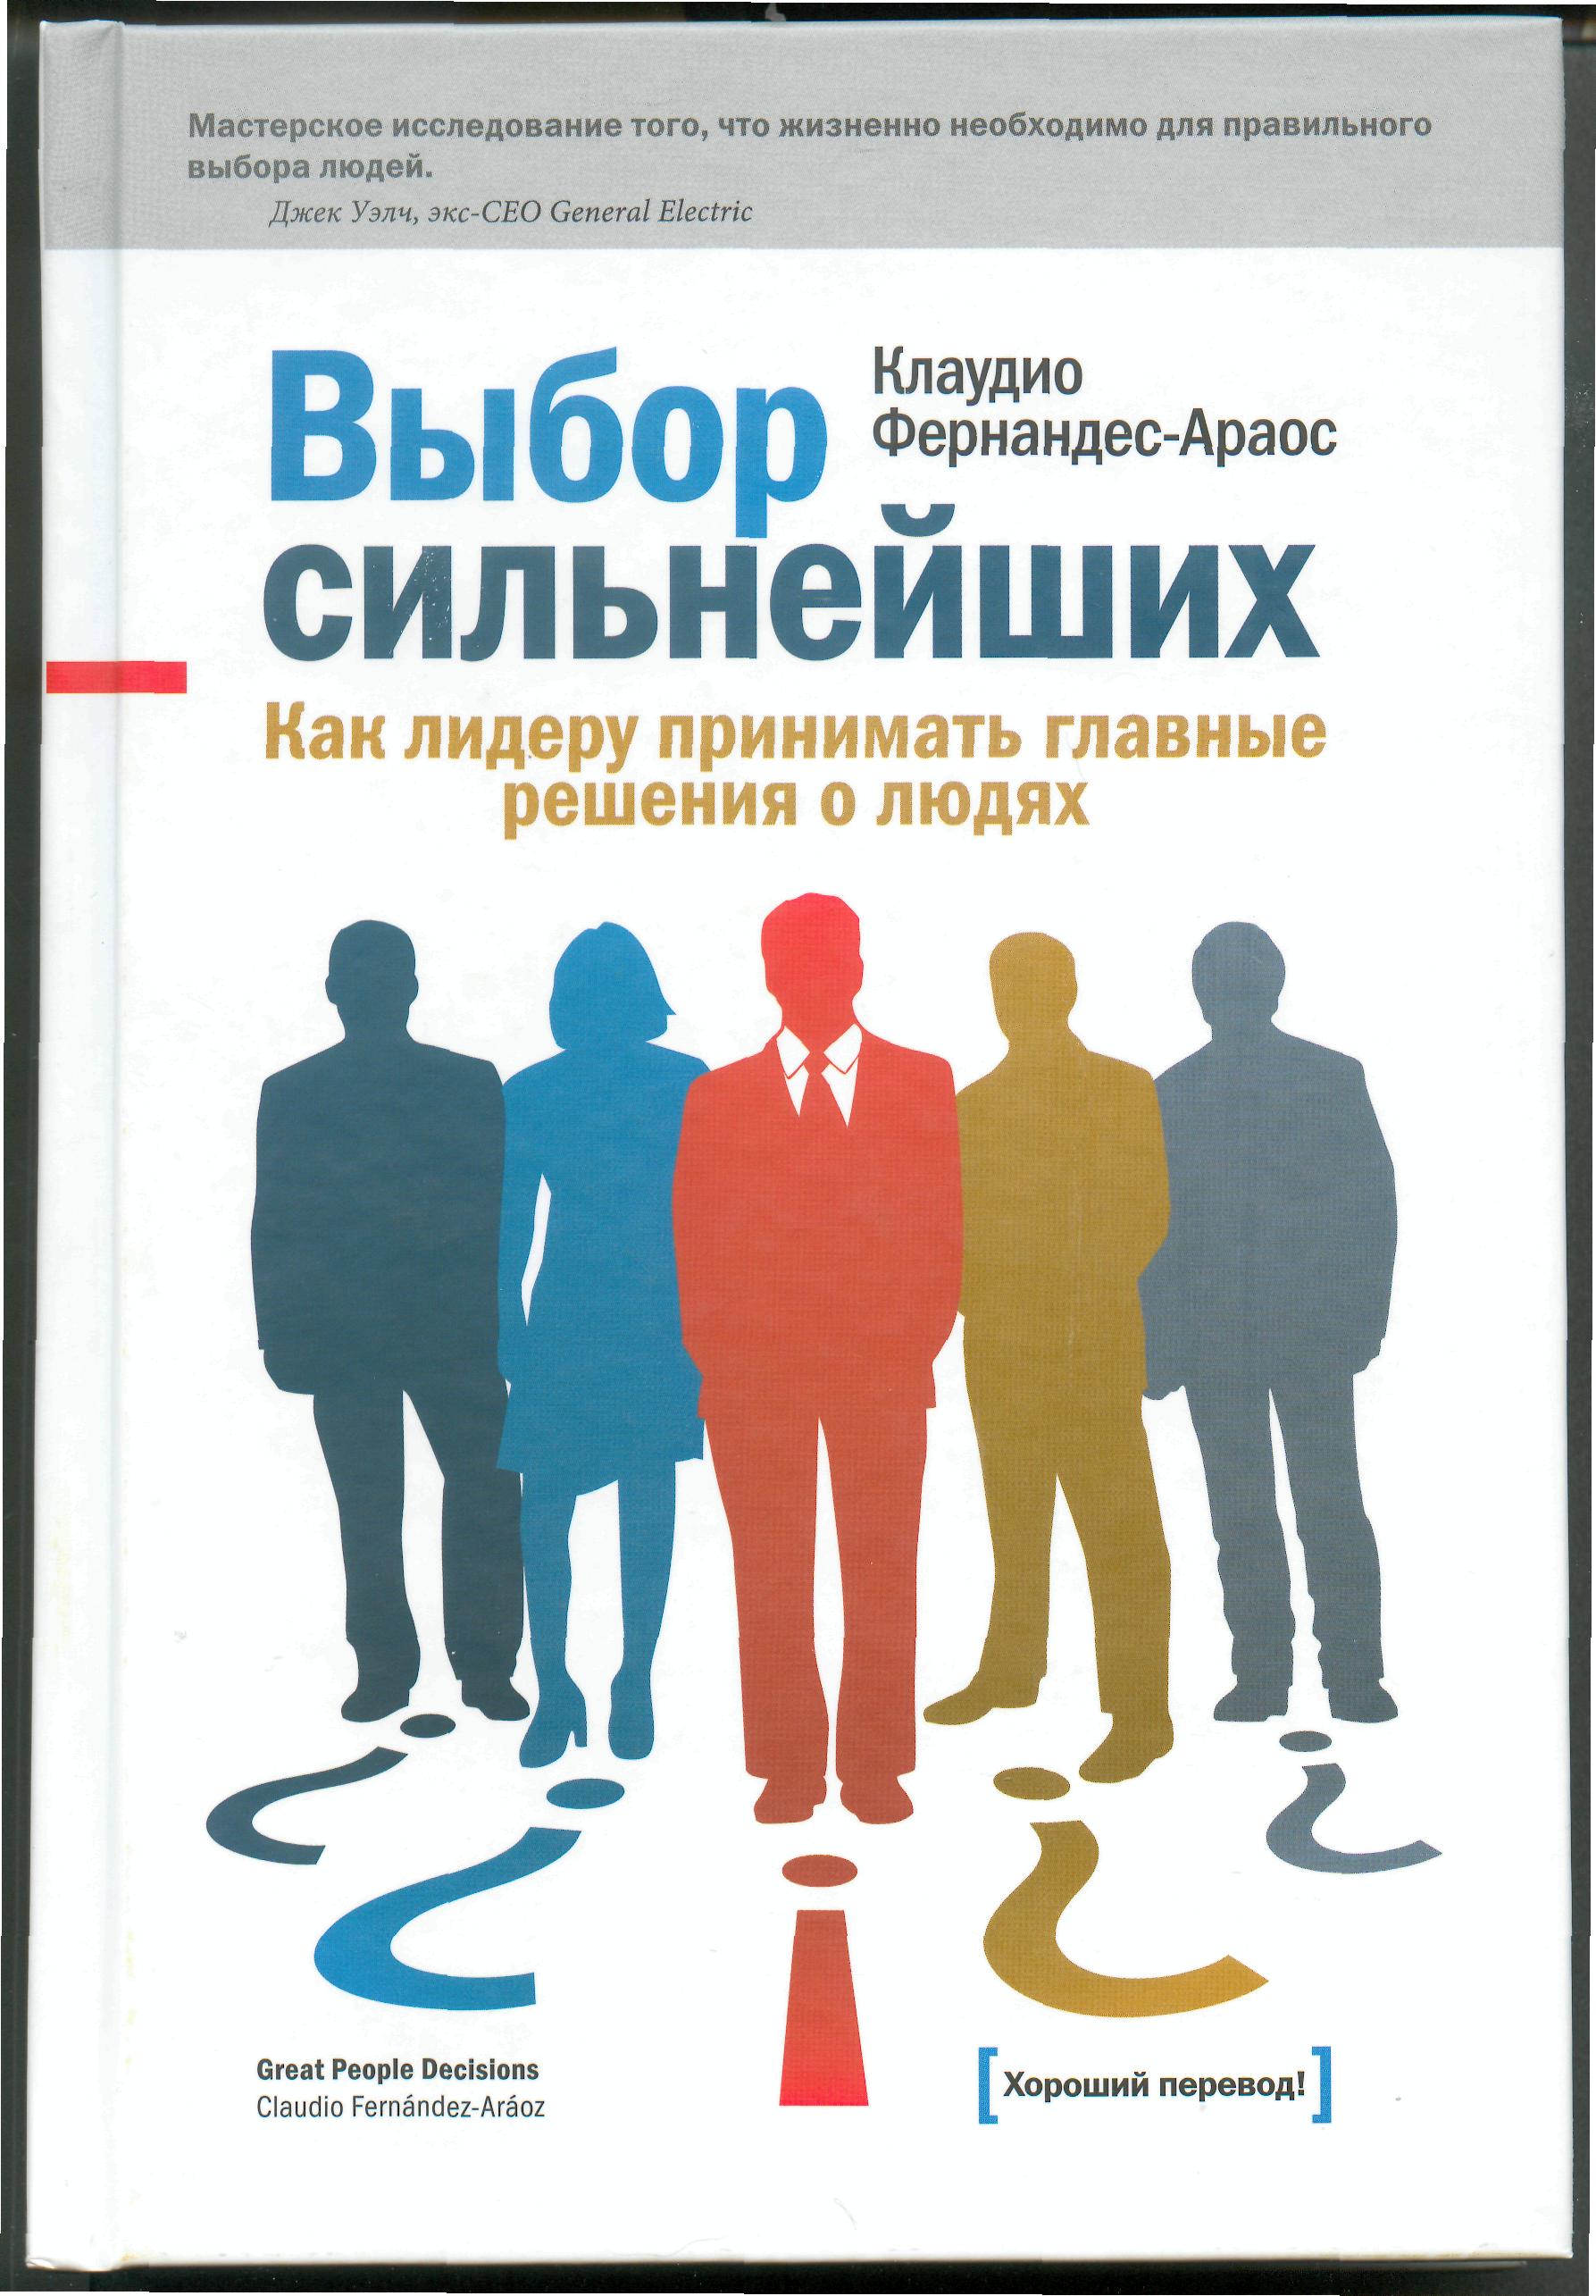 Мастерское исследование того, что жизненно необходимо для правильного
выбора людей.
Джек Уэлч, экс-CEO General Electric
Выбор
Клаудио
Фернандес-Араос
сильнейших
Как лидеру принимать главные
решения о людях
Great People Decisions
Claudio Fernández-Aráoz
[Хороший перевод!]